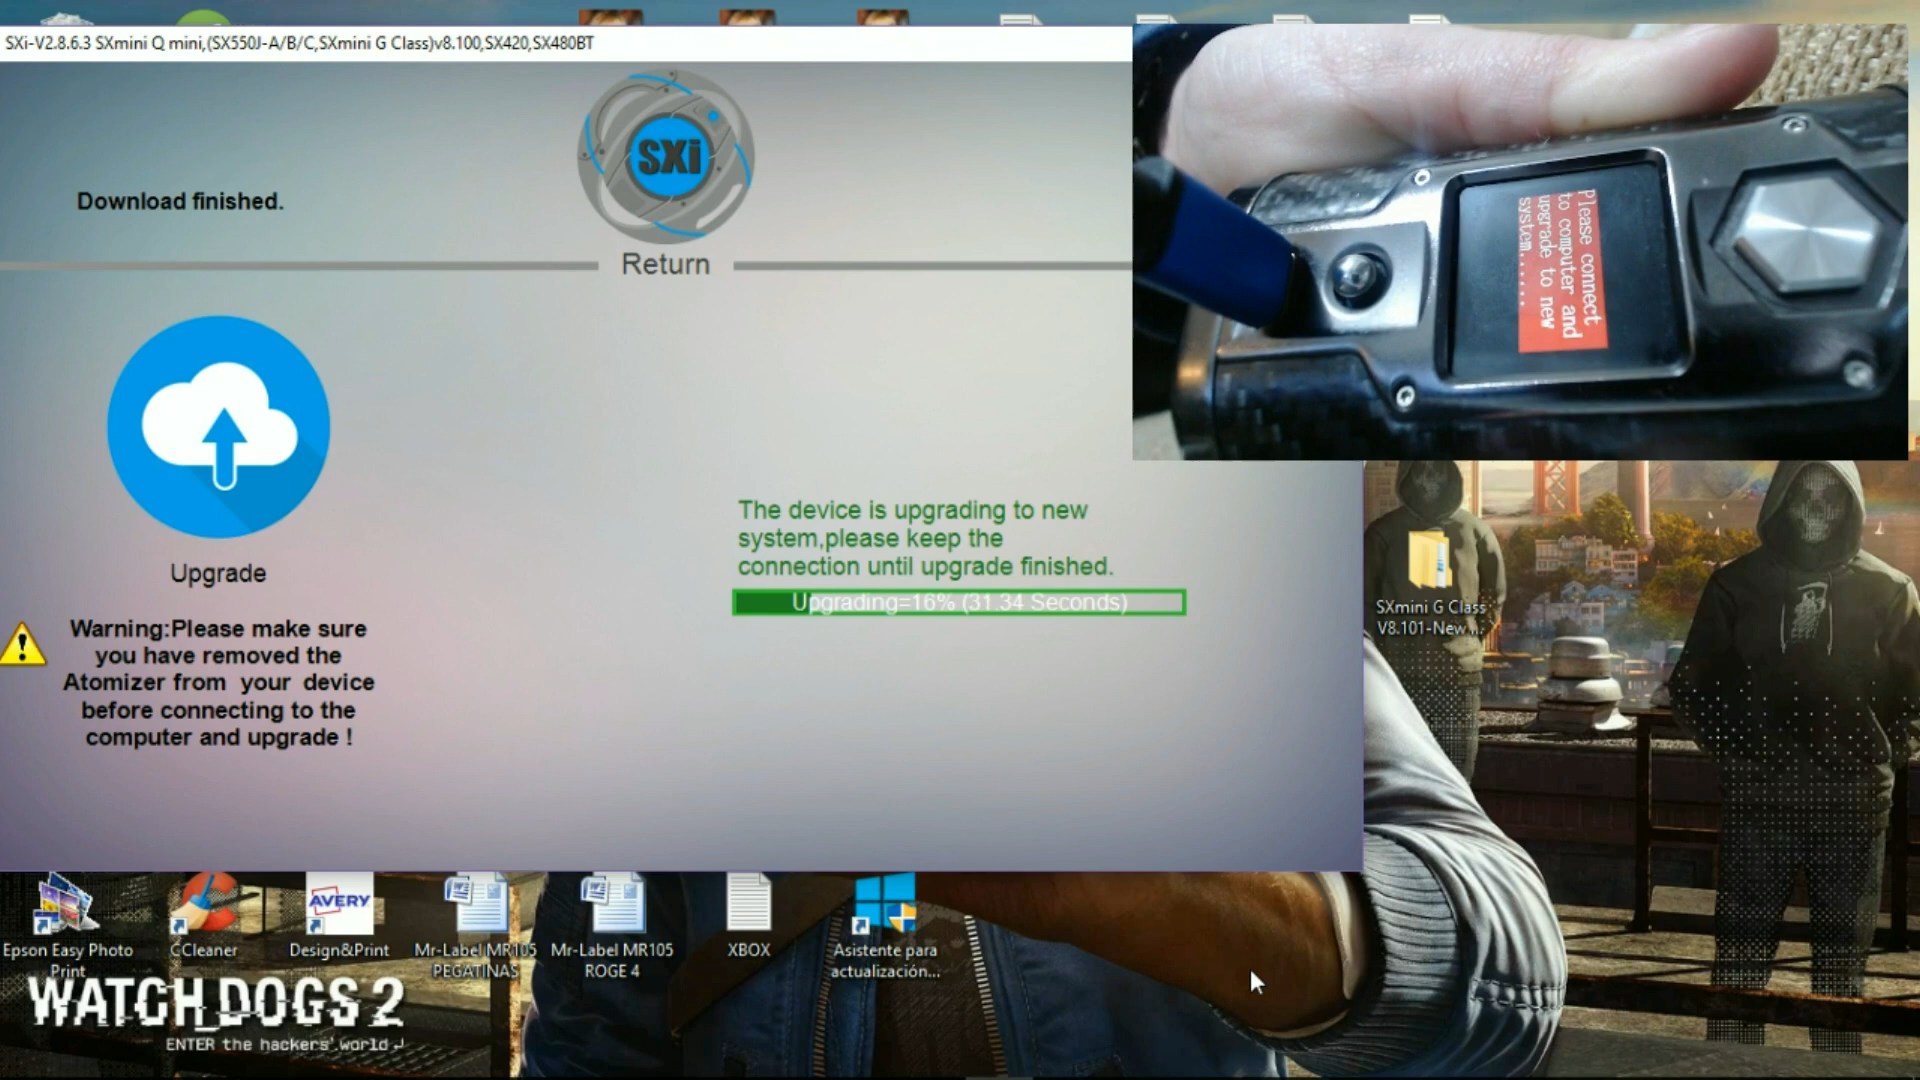 SXi-V2.8.6.3 SXmini Q mini,(SX550J-A/B/C,SXmini G Class)v8.100,SX420,SX480BT
SXi
Download finished.
Return
Please connect
to computer and
upgrade to new
system......
Upgrade
The device is upgrading to new
system,please keep the
connection until upgrade finished.
Upgrading=16% (31.34 Seconds)
Warning:Please make sure
you have removed the
Atomizer from your device
before connecting to the
computer and upgrade !
SXmini G Class
V8.101-New ...
AVERY
Epson Easy Photo
Print
CCleaner
Design&Print
Mr-Label MR105
PEGATINAS
Mr-Label MR105
ROGE 4
XBOX
Asistente para
actualización...
WATCH_DOGS 2
ENTER the hackers'world